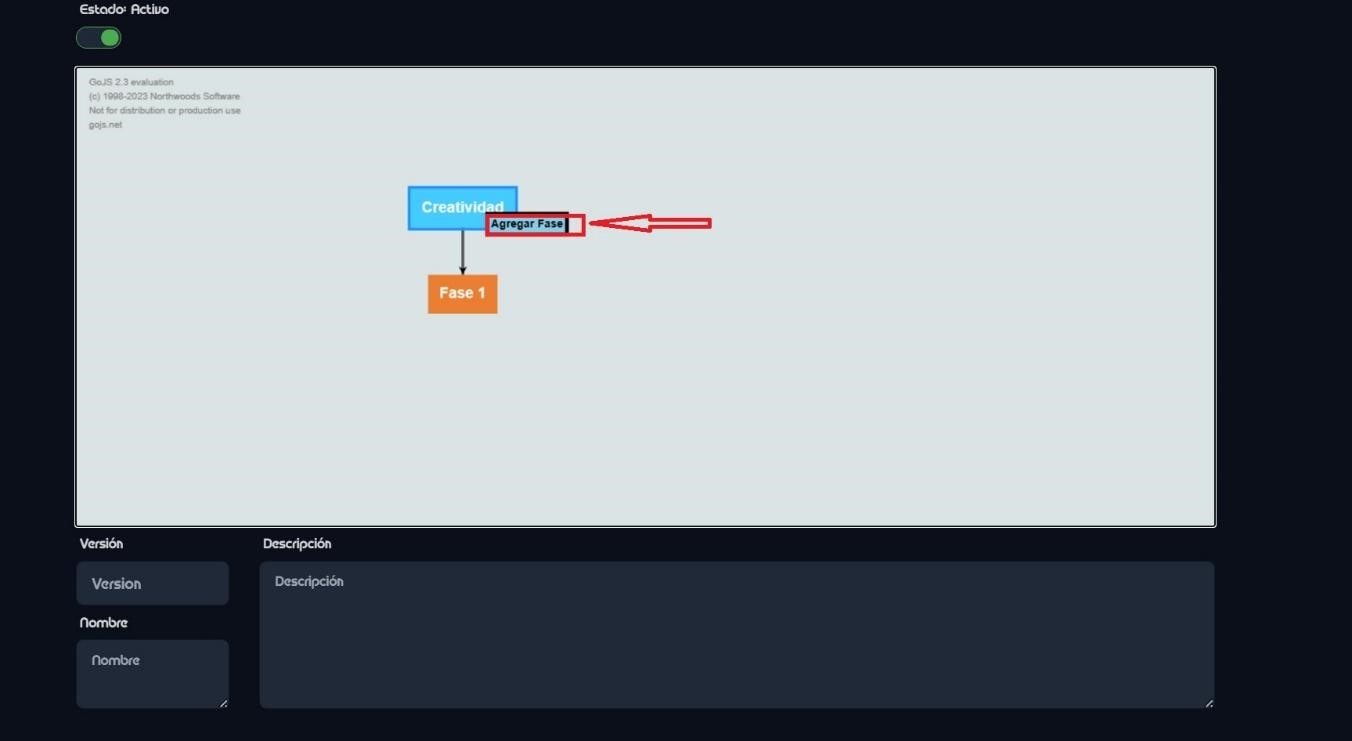 Estado: Activo
GoJS 2.3 evaluation
(c) 1998-2023 Northwoods Software
Not for distribution or production use
gojs.net
Creatividad
Agregar Fase
Fase 1
Versión
Descripción
Version
Descripción
Nombre
Nombre